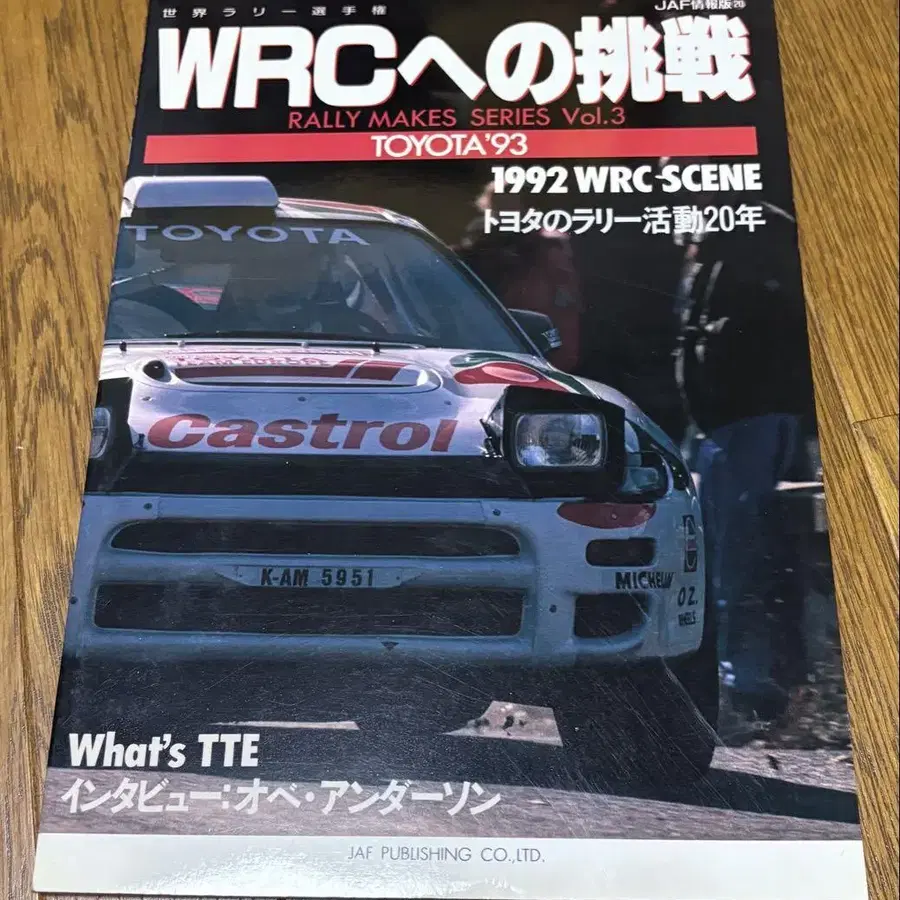 世界ラリー選手権
JAF情報版⑳
WRCへの挑戦
RALLY MAKES SERIES Vol.3
TOYOTA'93
1992 WRC-SCENE
トヨタのラリー活動20年
TOYOTA
Castrol
K-AM 5951
MICHELIN
OZ.
WHEELS
What's TTE
インタビュー：オベ・アンダーソン
JAF PUBLISHING CO.,LTD.